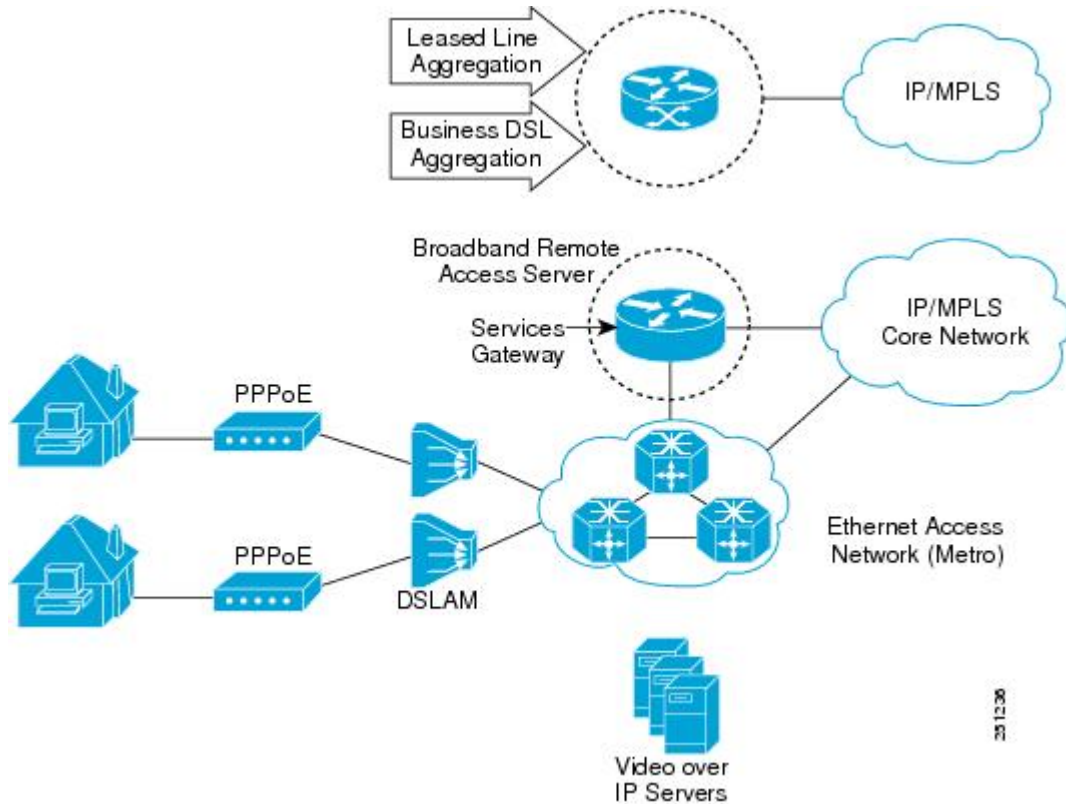 Leased Line
Aggregation
IP/MPLS
Business DSL
Aggregation
Broadband Remote
Access Server
Services
Gateway
IP/MPLS
Core Network
PPPoE
PPPoE
DSLAM
Ethernet Access
Network (Metro)
Video over
IP Servers
251236